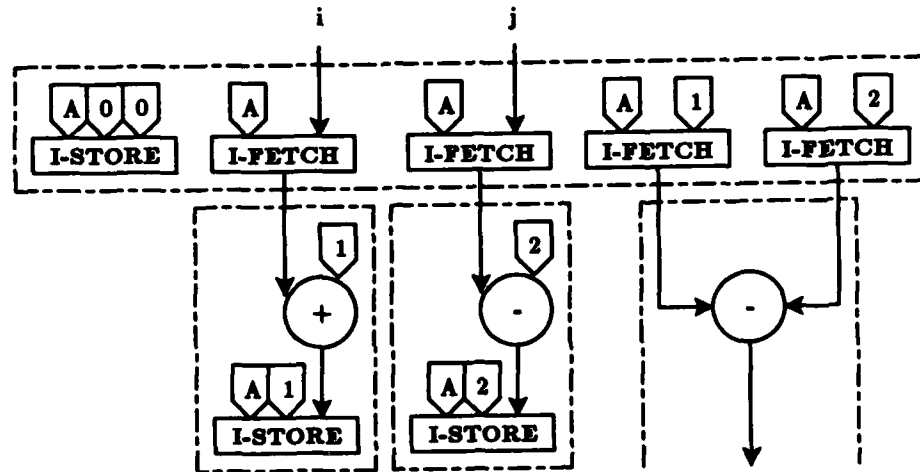 i j
A 0 0 A A A 1 A 2
I-STORE I-FETCH I-FETCH I-FETCH I-FETCH
1 2
+ - -
A 1 A 2
I-STORE I-STORE